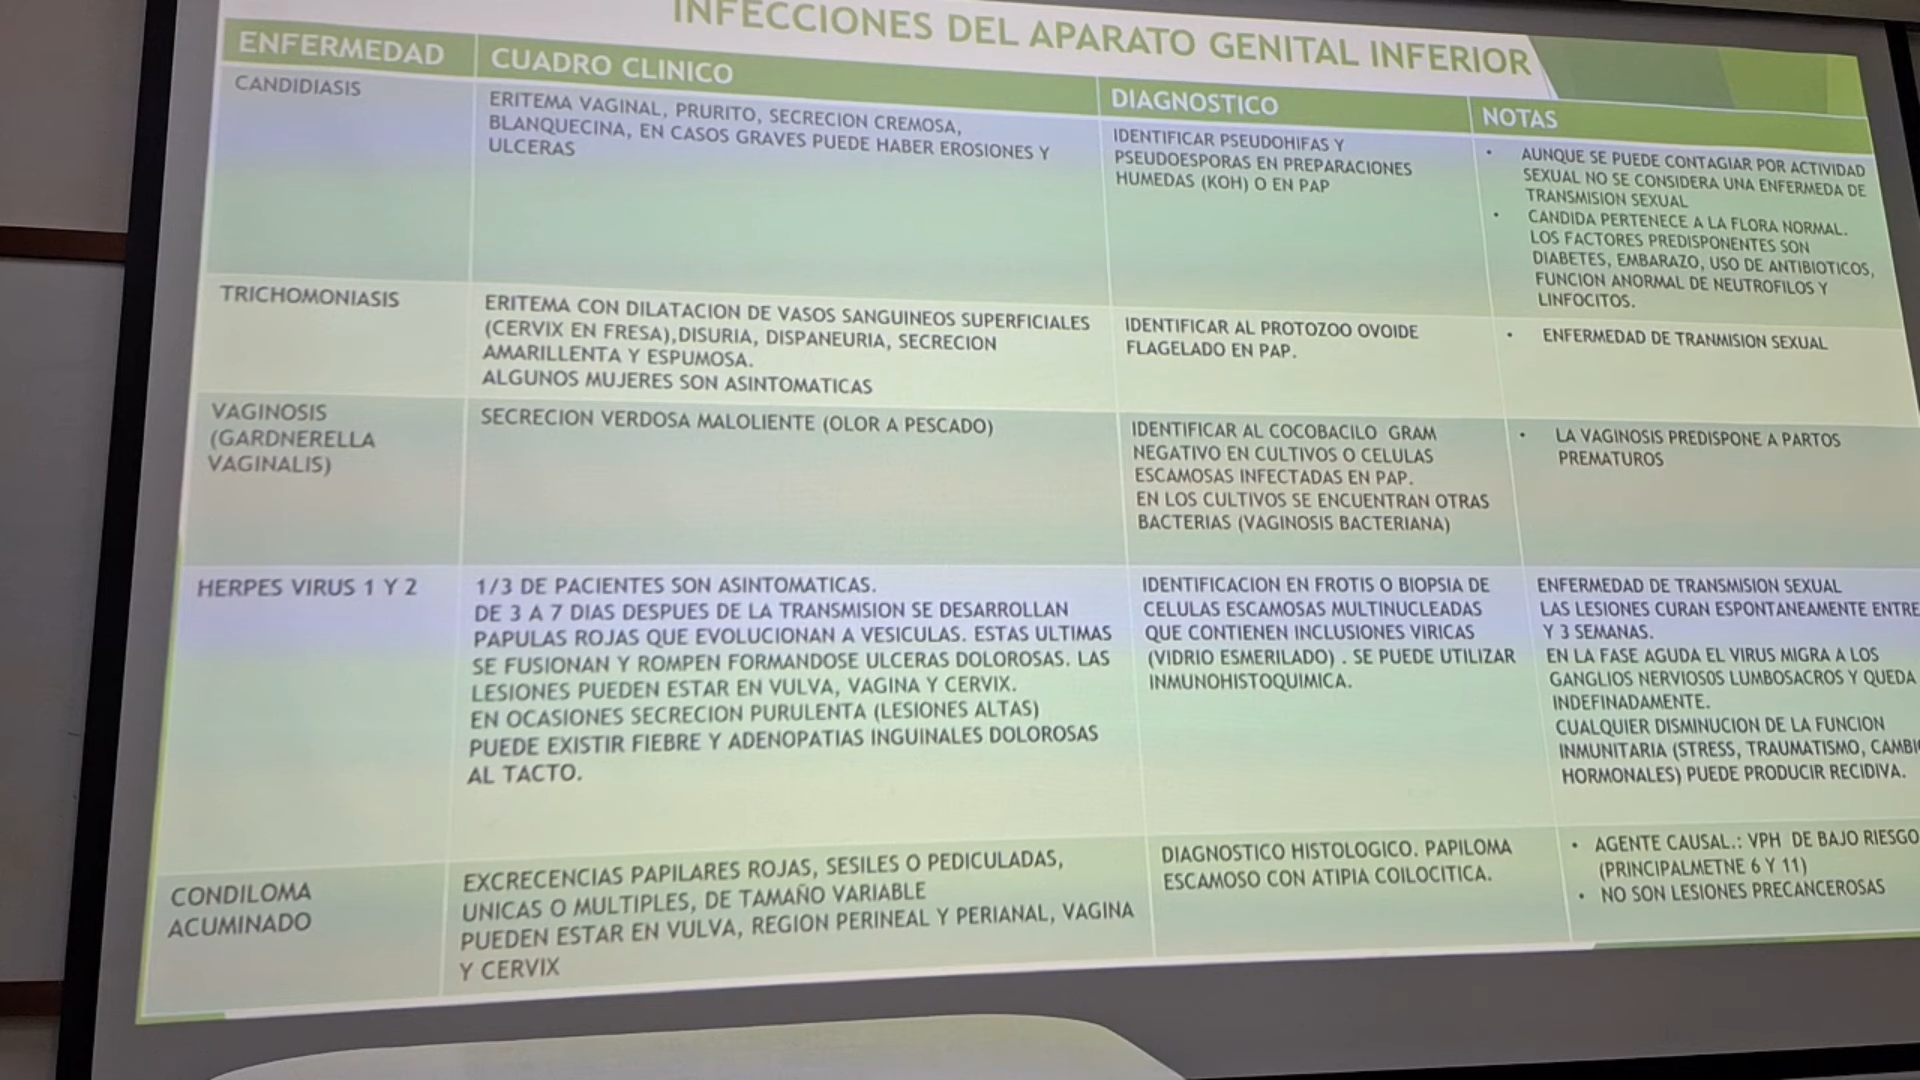 INFECCIONES DEL APARATO GENITAL INFERIOR
ENFERMEDAD
CUADRO CLINICO
DIAGNOSTICO
NOTAS
CANDIDIASIS
ERITEMA VAGINAL, PRURITO, SECRECION CREMOSA,
BLANQUECINA, EN CASOS GRAVES PUEDE HABER EROSIONES Y
ULCERAS
IDENTIFICAR PSEUDOHIFAS Y
PSEUDOESPORAS EN PREPARACIONES
HUMEDAS (KOH) O EN PAP
• AUNQUE SE PUEDE CONTAGIAR POR ACTIVIDAD
SEXUAL NO SE CONSIDERA UNA ENFERMEDA DE
TRANSMISION SEXUAL
• CANDIDA PERTENECE A LA FLORA NORMAL.
LOS FACTORES PREDISPONENTES SON
DIABETES, EMBARAZO, USO DE ANTIBIOTICOS,
FUNCION ANORMAL DE NEUTROFILOS Y
LINFOCITOS.
TRICHOMONIASIS
ERITEMA CON DILATACION DE VASOS SANGUINEOS SUPERFICIALES
(CERVIX EN FRESA),DISURIA, DISPANEURIA, SECRECION
AMARILLENTA Y ESPUMOSA.
ALGUNOS MUJERES SON ASINTOMATICAS
IDENTIFICAR AL PROTOZOO OVOIDE
FLAGELADO EN PAP.
• ENFERMEDAD DE TRANMISION SEXUAL
VAGINOSIS
(GARDNERELLA
VAGINALIS)
SECRECION VERDOSA MALOLIENTE (OLOR A PESCADO)
IDENTIFICAR AL COCOBACILO GRAM
NEGATIVO EN CULTIVOS O CELULAS
ESCAMOSAS INFECTADAS EN PAP.
EN LOS CULTIVOS SE ENCUENTRAN OTRAS
BACTERIAS (VAGINOSIS BACTERIANA)
• LA VAGINOSIS PREDISPONE A PARTOS
PREMATUROS
HERPES VIRUS 1 Y 2
1/3 DE PACIENTES SON ASINTOMATICAS.
DE 3 A 7 DIAS DESPUES DE LA TRANSMISION SE DESARROLLAN
PAPULAS ROJAS QUE EVOLUCIONAN A VESICULAS. ESTAS ULTIMAS
SE FUSIONAN Y ROMPEN FORMANDOSE ULCERAS DOLOROSAS. LAS
LESIONES PUEDEN ESTAR EN VULVA, VAGINA Y CERVIX.
EN OCASIONES SECRECION PURULENTA (LESIONES ALTAS)
PUEDE EXISTIR FIEBRE Y ADENOPATIAS INGUINALES DOLOROSAS
AL TACTO.
IDENTIFICACION EN FROTIS O BIOPSIA DE
CELULAS ESCAMOSAS MULTINUCLEADAS
QUE CONTIENEN INCLUSIONES VIRICAS
(VIDRIO ESMERILADO) . SE PUEDE UTILIZAR
INMUNOHISTOQUIMICA.
ENFERMEDAD DE TRANSMISION SEXUAL
LAS LESIONES CURAN ESPONTANEAMENTE ENTRE
Y 3 SEMANAS.
EN LA FASE AGUDA EL VIRUS MIGRA A LOS
GANGLIOS NERVIOSOS LUMBOSACROS Y QUEDA
INDEFINADAMENTE.
CUALQUIER DISMINUCION DE LA FUNCION
INMUNITARIA (STRESS, TRAUMATISMO,
HORMONALES) PUEDE PRODUCIR RECIDIVA.
CONDILOMA
ACUMINADO
EXCRECENCIAS PAPILARES ROJAS, SESILES O PEDICULADAS,
UNICAS O MULTIPLES, DE TAMAÑO VARIABLE
PUEDEN ESTAR EN VULVA, REGION PERINEAL Y PERIANAL, VAGINA
Y CERVIX
DIAGNOSTICO HISTOLOGICO. PAPILOMA
ESCAMOSO CON ATIPIA COILOCITICA.
• AGENTE CAUSAL.: VPH DE BAJO RIESGO
(PRINCIPALMETNE 6 Y 11)
• NO SON LESIONES PRECANCEROSAS